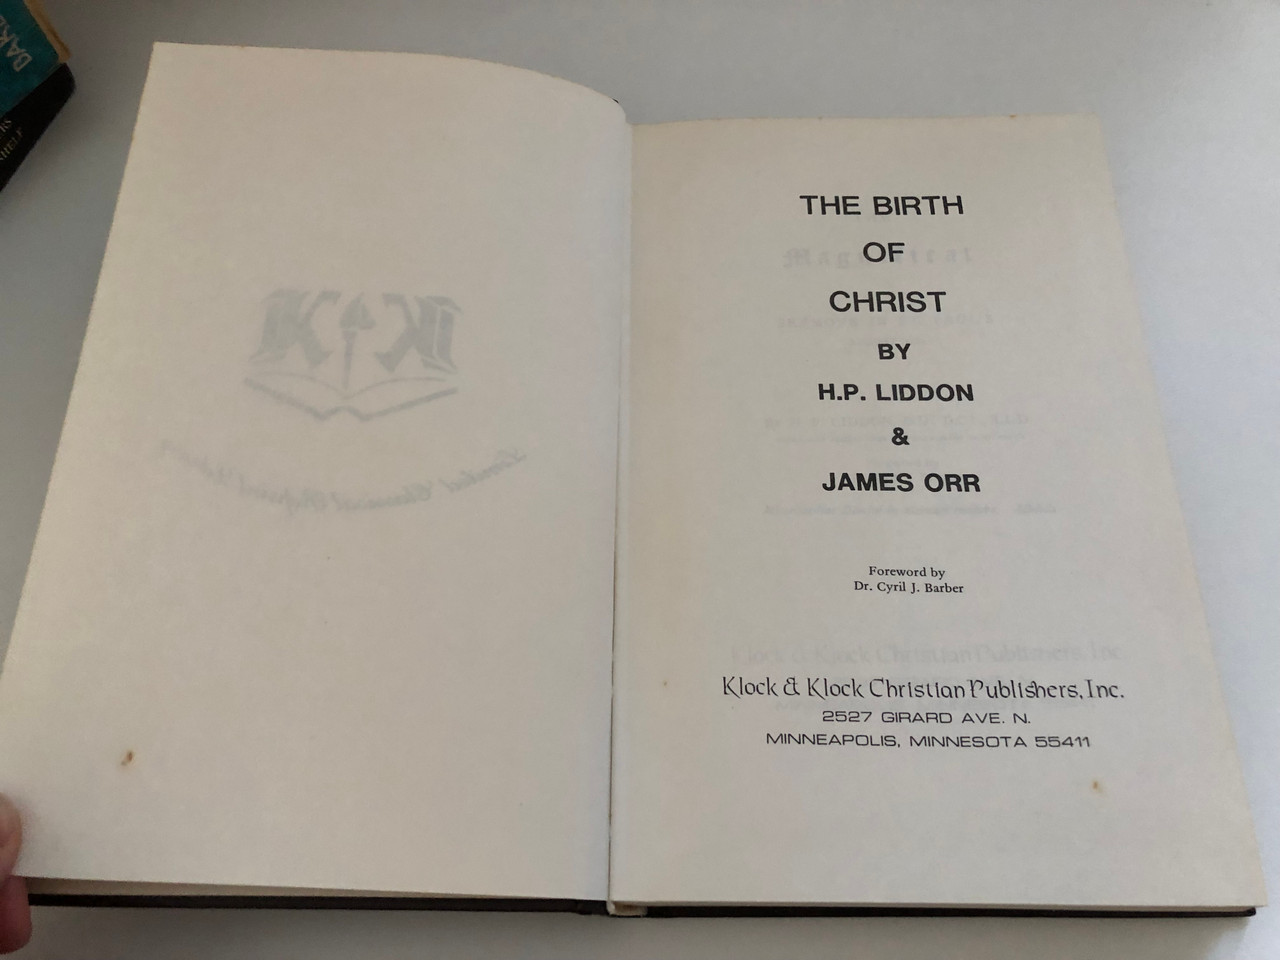 THE BIRTH
OF
CHRIST
BY
H.P. LIDDON
&
JAMES ORR
Foreword by
Dr. Cyril J. Barber
Klock & Klock Christian Publishers, Inc.
2527 GIRARD AVE. N.
MINNEAPOLIS, MINNESOTA 55411